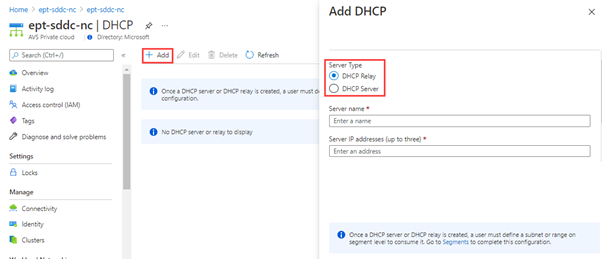 Home > ept-sddc-nc > ept-sddc-nc
ept-sddc-nc | DHCP
AVS Private cloud
Directory: Microsoft
Search (Ctrl+/)
Overview
Activity log
Access control (IAM)
Tags
Diagnose and solve problems
Settings
Locks
Manage
Connectivity
Identity
Clusters
+ Add
Edit
Delete
Refresh
Once a DHCP server or DHCP relay is created, a user must
configuration.
No DHCP server or relay to display
Add DHCP
Server Type
DHCP Relay
DHCP Server
Server name *
Enter a name
Server IP addresses (up to three) *
Enter an address
Once a DHCP server or DHCP relay is created, a user must define a subnet or range on
segment level to consume it. Go to Segments to complete this configuration.